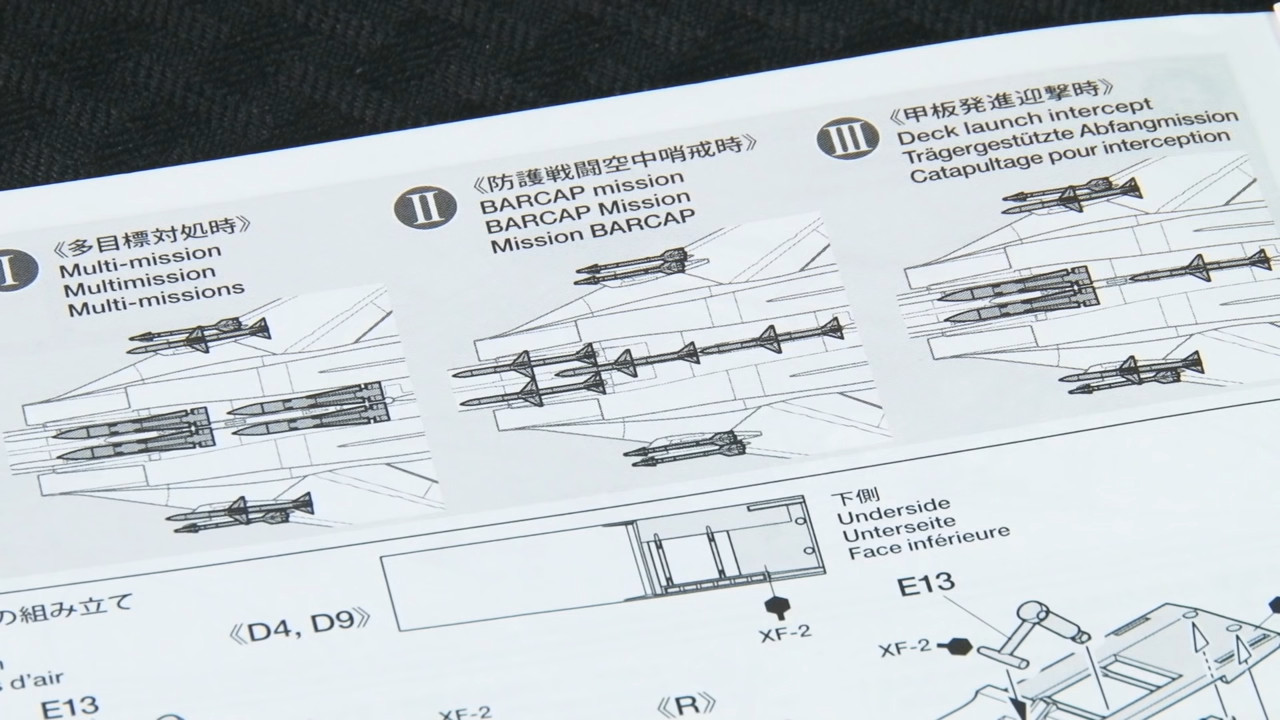 I
《多目標対処時》
Multi-mission
Multimission
Multi-missions
II
《防護戦闘空中哨戒時》
BARCAP mission
BARCAP Mission
Mission BARCAP
III
《甲板発進迎撃時》
Deck launch intercept
Trägergestützte Abfangmission
Catapultage pour interception
下側
Underside
Unterseite
Face inférieure
の組み立て
《D4, D9》
XF-2
E13
XF-2
d'air
E13
XF-2
《R》